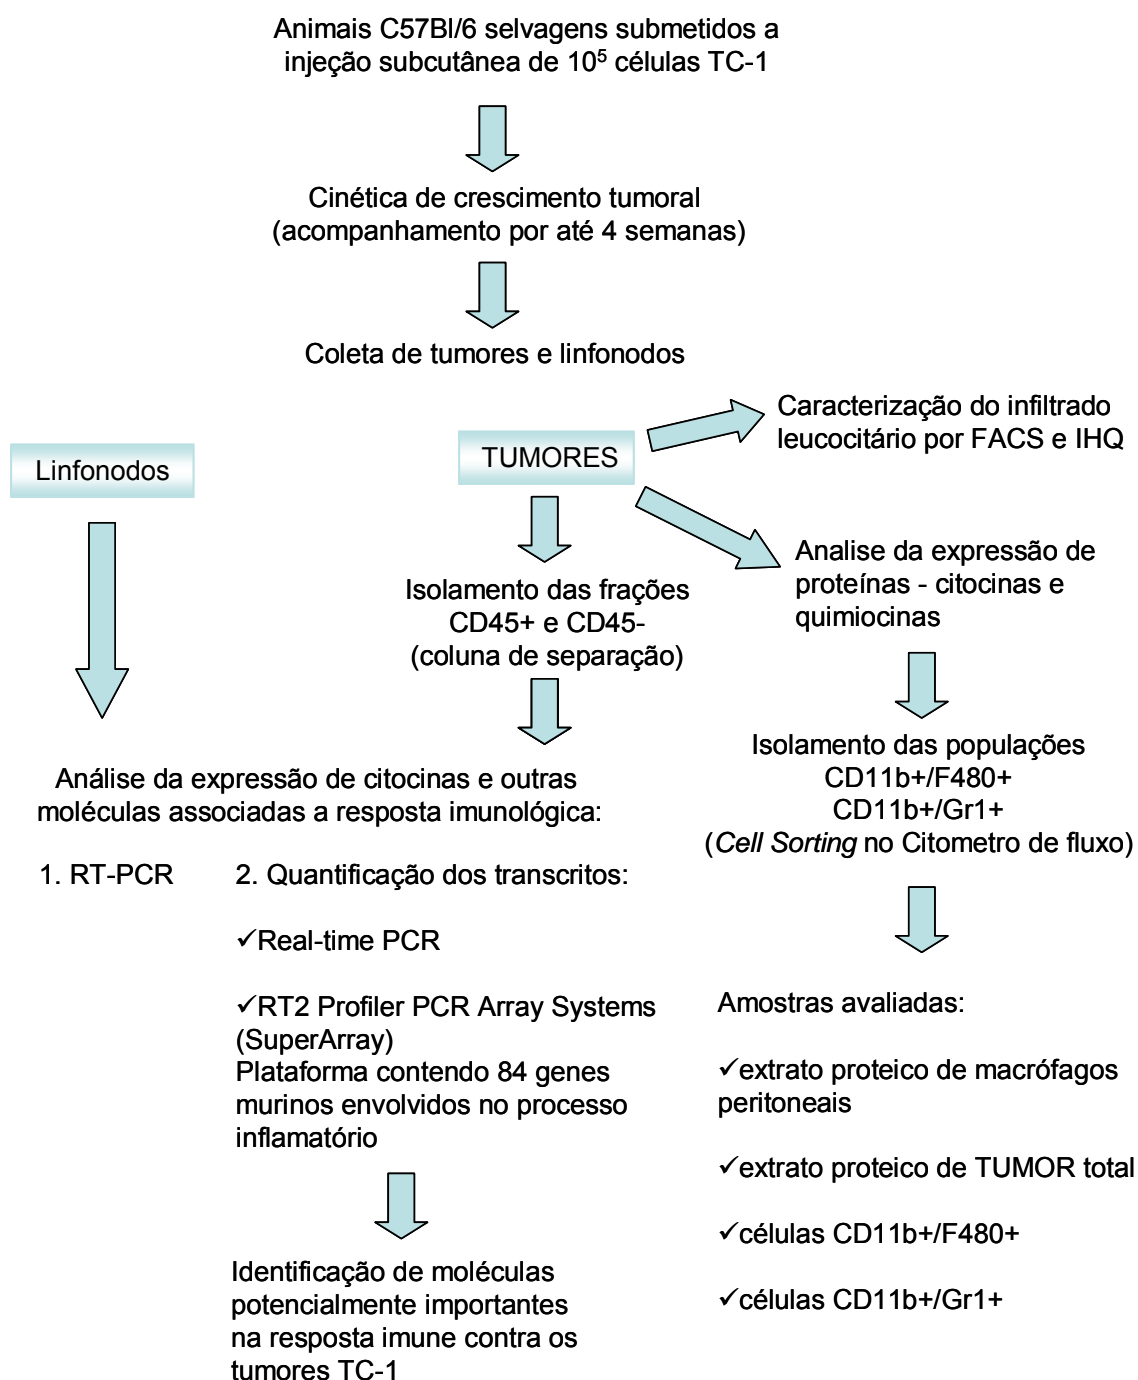 Animais C57Bl/6 selvagens submetidos a
injeção subcutânea de 10⁵ células TC-1
Cinética de crescimento tumoral
(acompanhamento por até 4 semanas)
Coleta de tumores e linfonodos
Linfonodos
TUMORES
Caracterização do infiltrado
leucocitário por FACS e IHQ
Analise da expressão de
proteínas - citocinas e
quimiocinas
Isolamento das frações
CD45+ e CD45-
(coluna de separação)
Isolamento das populações
CD11b+/F480+
CD11b+/Gr1+
(Cell Sorting no Citometro de fluxo)
Análise da expressão de citocinas e outras
moléculas associadas a resposta imunológica:
1. RT-PCR
2. Quantificação dos transcritos:
✓Real-time PCR
✓RT2 Profiler PCR Array Systems
(SuperArray)
Plataforma contendo 84 genes
murinos envolvidos no processo
inflamatório
Identificação de moléculas
potencialmente importantes
na resposta imune contra os
tumores TC-1
Amostras avaliadas:
✓extrato proteico de macrófagos
peritoneais
✓extrato proteico de TUMOR total
✓células CD11b+/F480+
✓células CD11b+/Gr1+